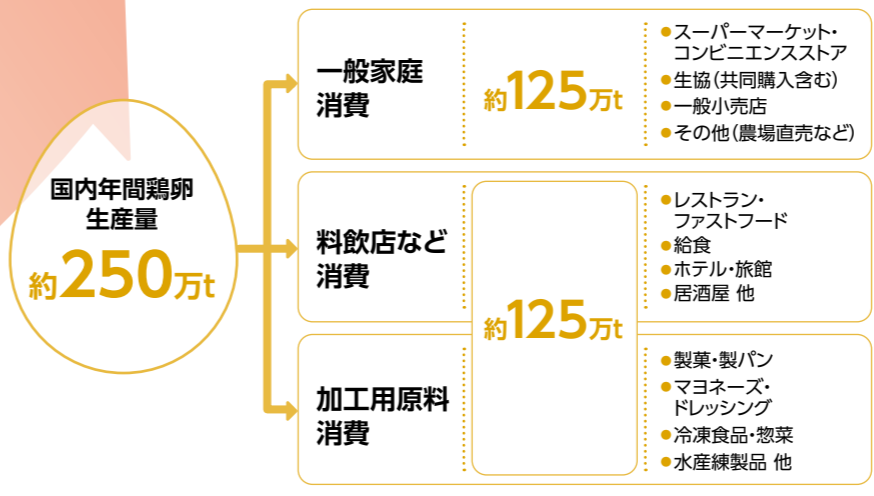 国内年間鶏卵
生産量
約250万t
一般家庭
消費
約125万t
●スーパーマーケット・
コンビニエンスストア
●生協(共同購入含む)
●一般小売店
●その他(農場直売など)
料飲店など
消費
約125万t
●レストラン・
ファストフード
●給食
●ホテル・旅館
●居酒屋 他
加工用原料
消費
●製菓・製パン
●マヨネーズ・
ドレッシング
●冷凍食品・惣菜
●水産練製品 他